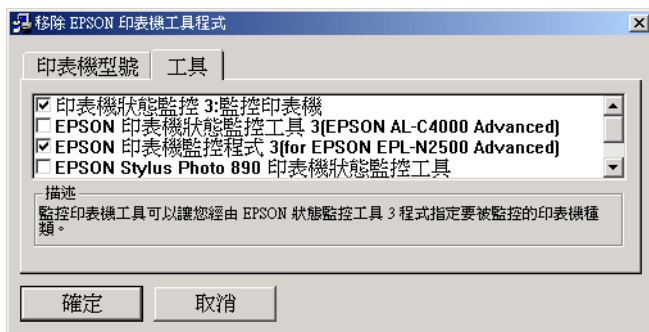 移除 EPSON 印表機工具程式
印表機型號 工具
印表機狀態監控 3:監控印表機
EPSON 印表機狀態監控工具 3(EPSON AL-C4000 Advanced)
EPSON 印表機監控程式 3(for EPSON EPL-N2500 Advanced)
EPSON Stylus Photo 890 印表機狀態監控工具
描述
監控印表機工具可以讓您經由 EPSON 狀態監控工具 3 程式指定要被監控的印表機種
類。
確定 取消